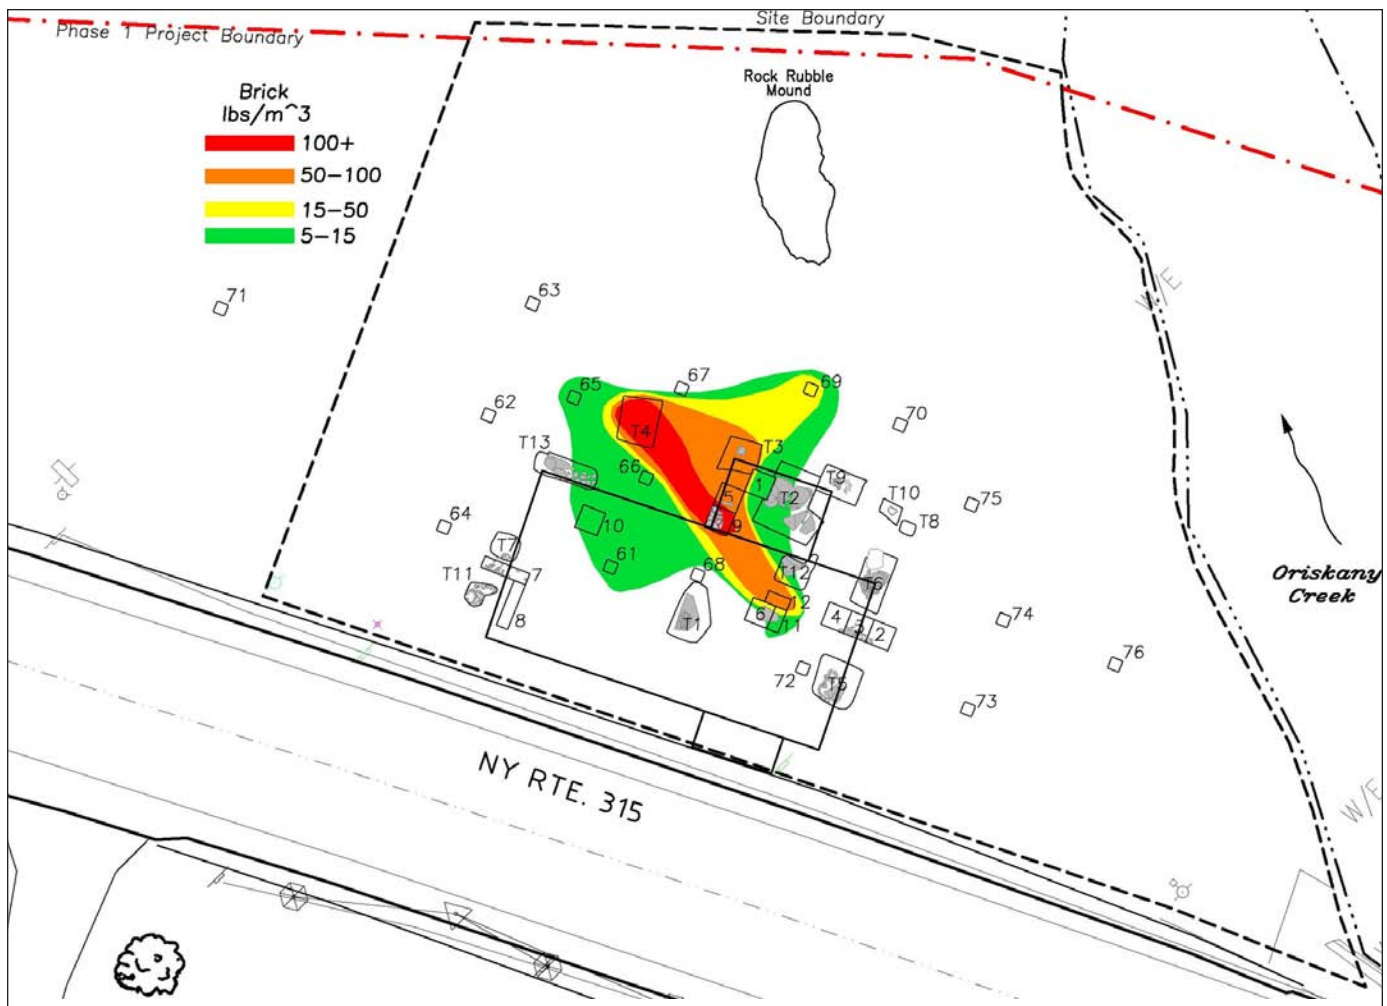 Site Boundary
Phase 1 Project Boundary
Rock Rubble
Mound
Brick
lbs/m^3
100+
50-100
15-50
5-15
71
63
W/E
67
69
65
62
70
T4
T3
T13
66
1
T9
T2
5
T10
75
64
10
9
T8
T7
61
68
T12
T6
T11
7
Oriskany
Creek
12
8
T1
6
11
4
3
2
74
76
72
T5
73
NY RTE. 315
W/E